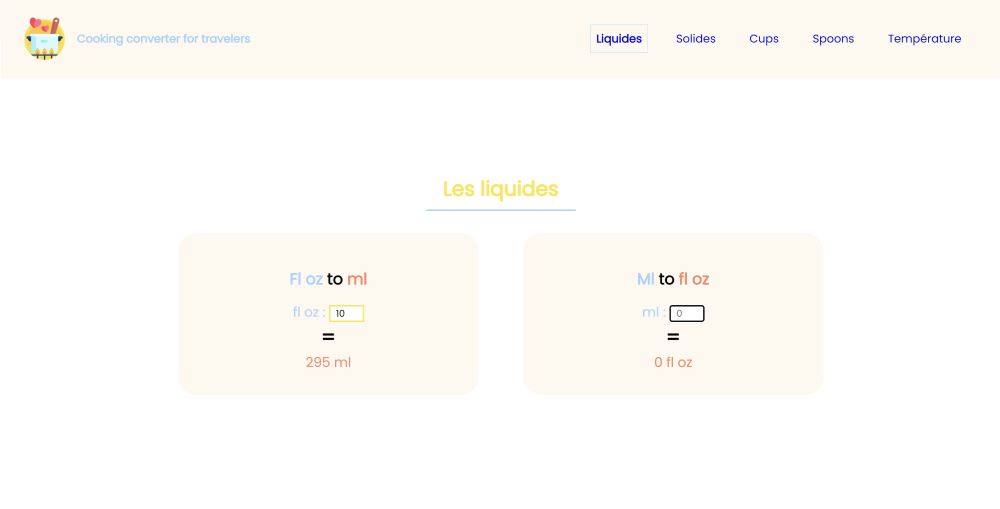 Cooking converter for travelers
Liquides Solides Cups Spoons Température
Les liquides
Fl oz to ml
fl oz : 10
=
295 ml
Ml to fl oz
ml : 0
=
0 fl oz